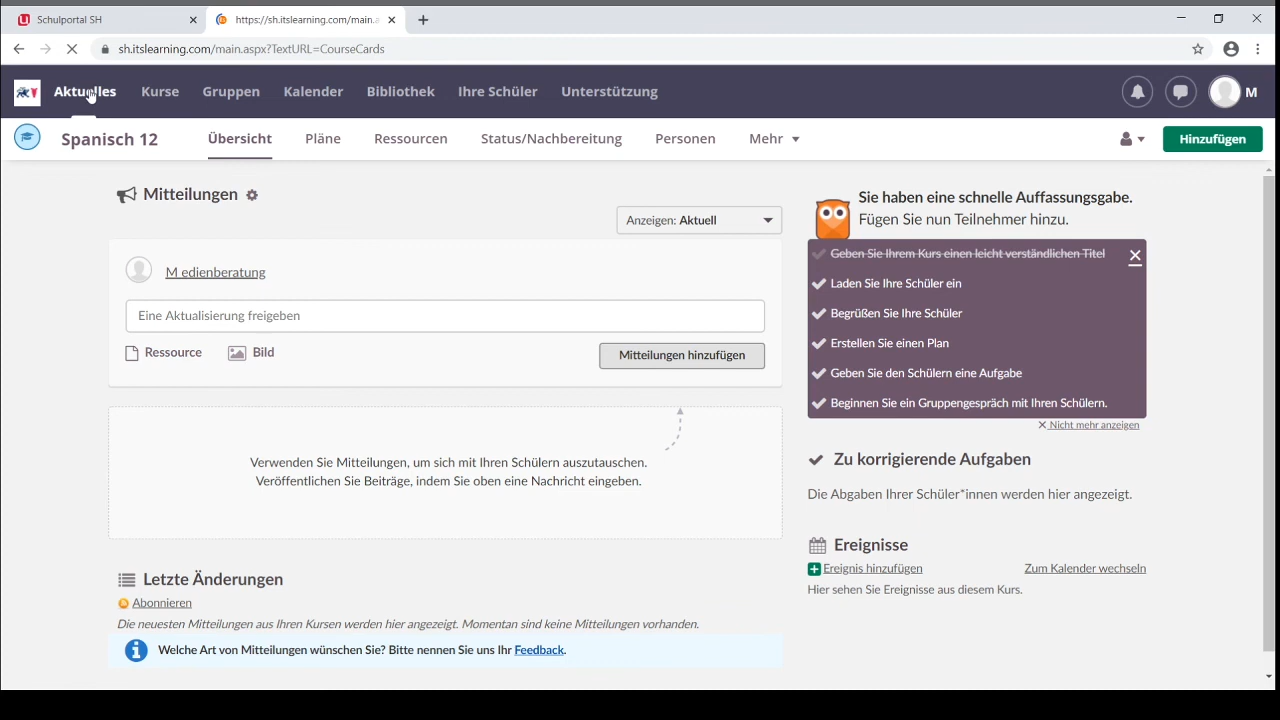 Schulportal SH
https://sh.itslearning.com/main.a
sh.itslearning.com/main.aspx?TextURL=CourseCards
Aktuelles Kurse Gruppen Kalender Bibliothek Ihre Schüler Unterstützung M
Spanisch 12 Übersicht Pläne Ressourcen Status/Nachbereitung Personen Mehr Hinzufügen
Mitteilungen
Anzeigen: Aktuell
M edienberatung
Eine Aktualisierung freigeben
Ressource Bild Mitteilungen hinzufügen
Verwenden Sie Mitteilungen, um sich mit Ihren Schülern auszutauschen.
Veröffentlichen Sie Beiträge, indem Sie oben eine Nachricht eingeben.
Letzte Änderungen
Abonnieren
Die neuesten Mitteilungen aus Ihren Kursen werden hier angezeigt. Momentan sind keine Mitteilungen vorhanden.
Welche Art von Mitteilungen wünschen Sie? Bitte nennen Sie uns Ihr Feedback.
Sie haben eine schnelle Auffassungsgabe.
Fügen Sie nun Teilnehmer hinzu.
Geben Sie Ihrem Kurs einen leicht verständlichen Titel
Laden Sie Ihre Schüler ein
Begrüßen Sie Ihre Schüler
Erstellen Sie einen Plan
Geben Sie den Schülern eine Aufgabe
Beginnen Sie ein Gruppengespräch mit Ihren Schülern.
Nicht mehr anzeigen
Zu korrigierende Aufgaben
Die Abgaben Ihrer Schüler*innen werden hier angezeigt.
Ereignisse
Ereignis hinzufügen Zum Kalender wechseln
Hier sehen Sie Ereignisse aus diesem Kurs.